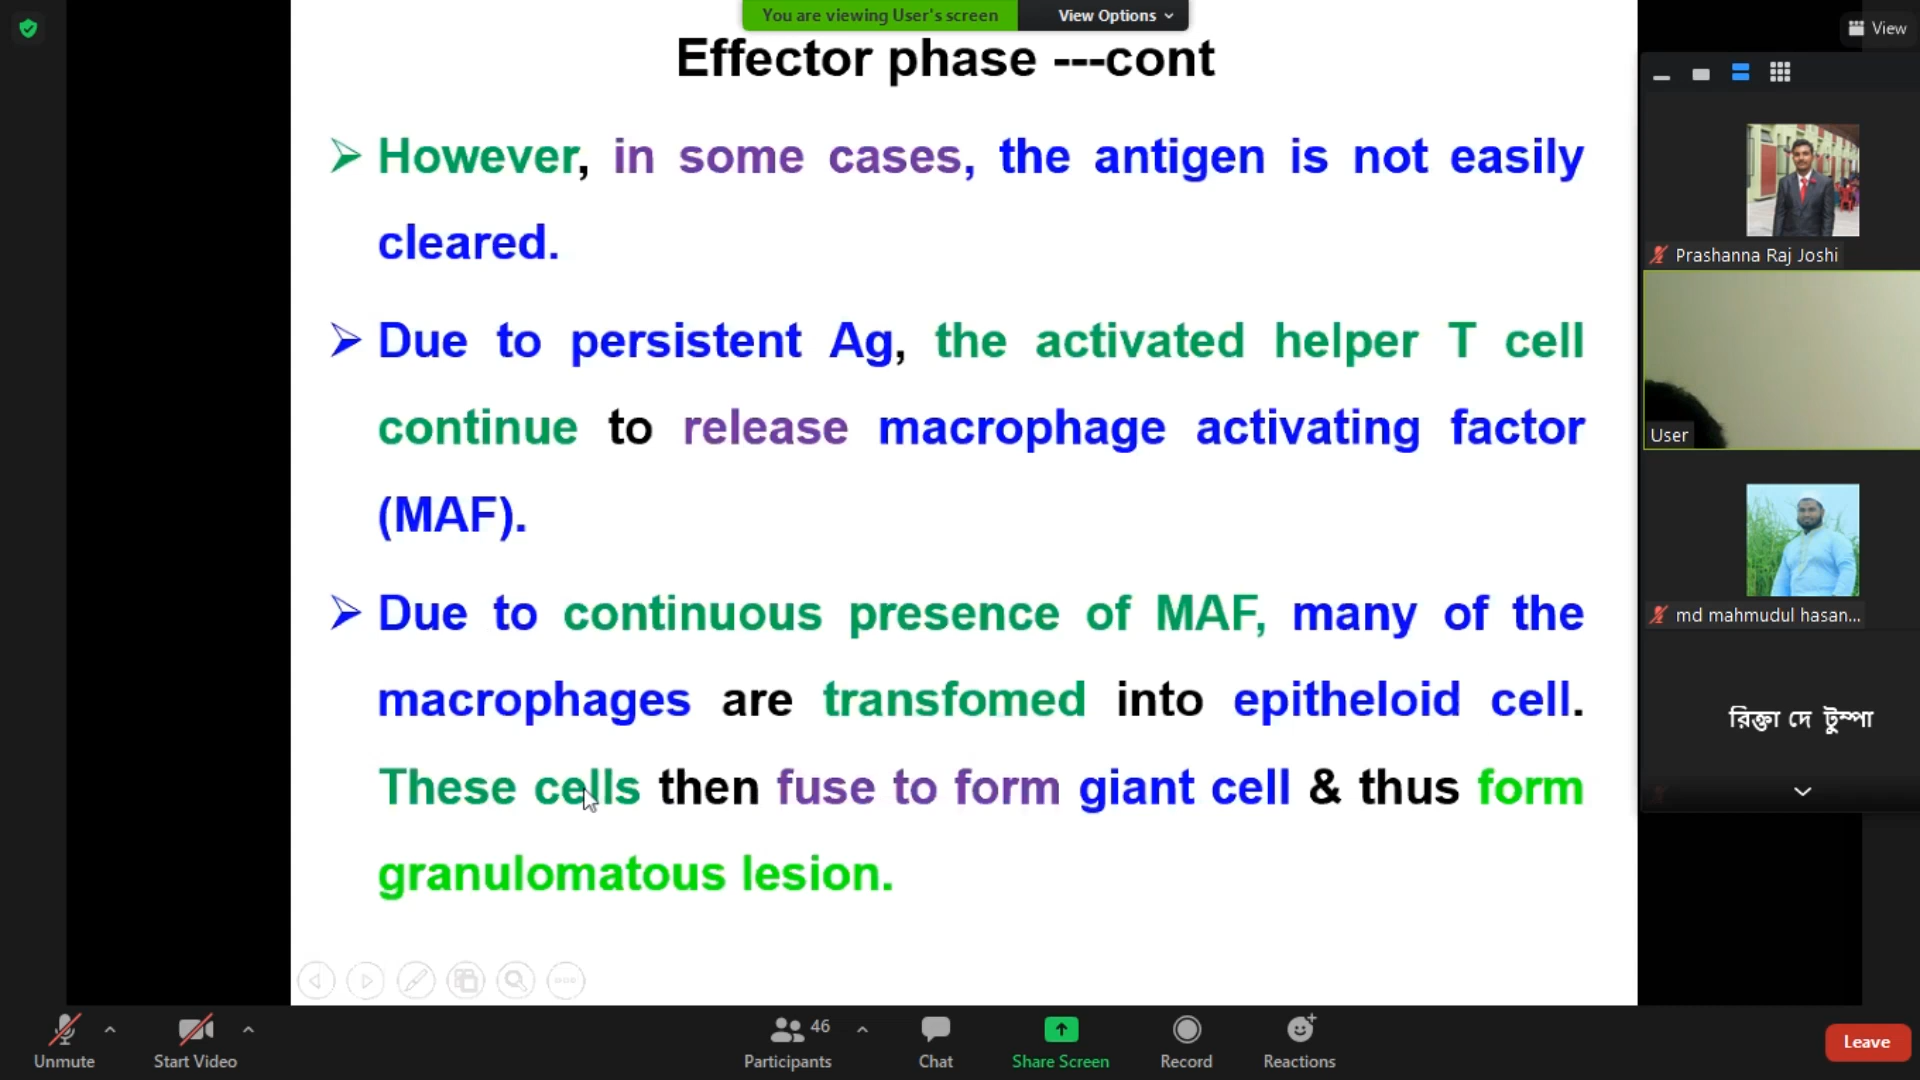 You are viewing User's screen View Options
View
Effector phase ---cont
However, in some cases, the antigen is not easily
cleared.
Due to persistent Ag, the activated helper T cell
continue to release macrophage activating factor
(MAF).
Due to continuous presence of MAF, many of the
macrophages are transfomed into epitheloid cell.
These cells then fuse to form giant cell & thus form
granulomatous lesion.
Prashanna Raj Joshi
User
md mahmudul hasan...
রিক্তা দে টুম্পা
Unmute
Start Video
46
Participants
Chat
Share Screen
Record
Reactions
Leave